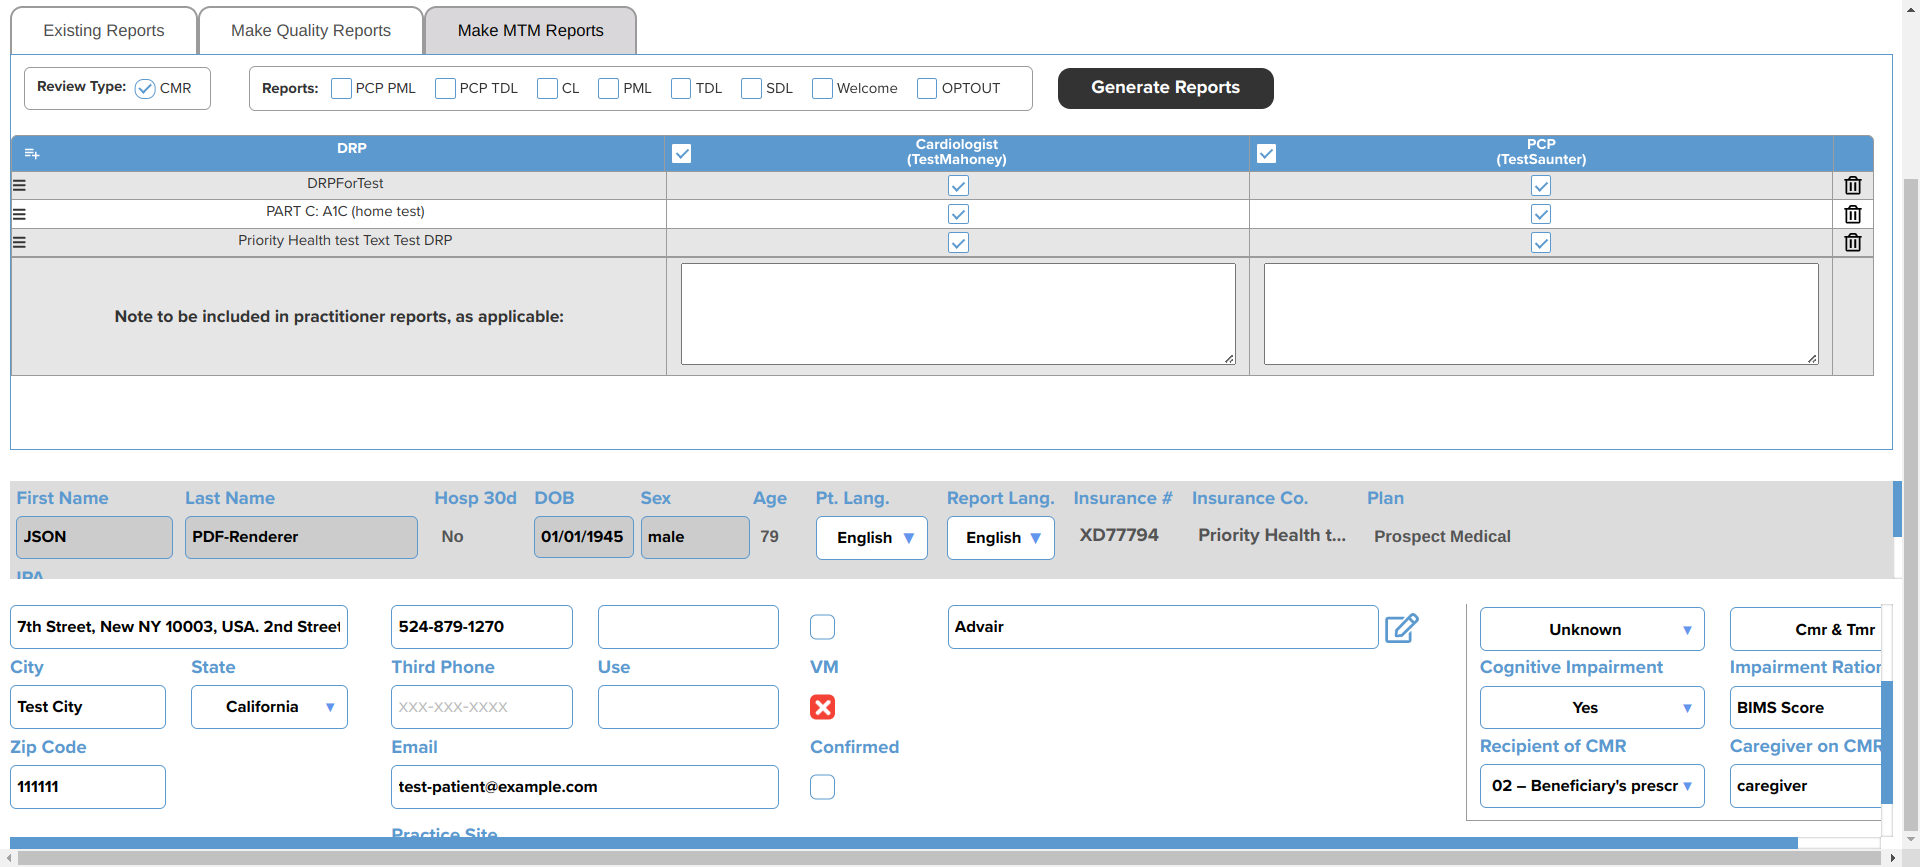 Existing Reports
Make Quality Reports
Make MTM Reports
Review Type: CMR
Reports: PCP PML PCP TDL CL PML TDL SDL Welcome OPTOUT
Generate Reports
DRP
Cardiologist
(TestMahoney)
PCP
(TestSaunter)
DRPForTest
PART C: A1C (home test)
Priority Health test Text Test DRP
Note to be included in practitioner reports, as applicable:
First Name Last Name Hosp 30d DOB Sex Age Pt. Lang. Report Lang. Insurance # Insurance Co. Plan
JSON PDF-Renderer No 01/01/1945 male 79 English English XD77794 Priority Health t... Prospect Medical
IPA
7th Street, New NY 10003, USA. 2nd Street 524-879-1270 Advair Unknown Cmr & Tmr
City State Third Phone Use VM Cognitive Impairment Impairment Ration
Test City California xxx-xxx-xxxx Yes BIMS Score
Zip Code Email Confirmed Recipient of CMR Caregiver on CMR
111111 test-patient@example.com 02 – Beneficiary's prescr caregiver
Practice Site